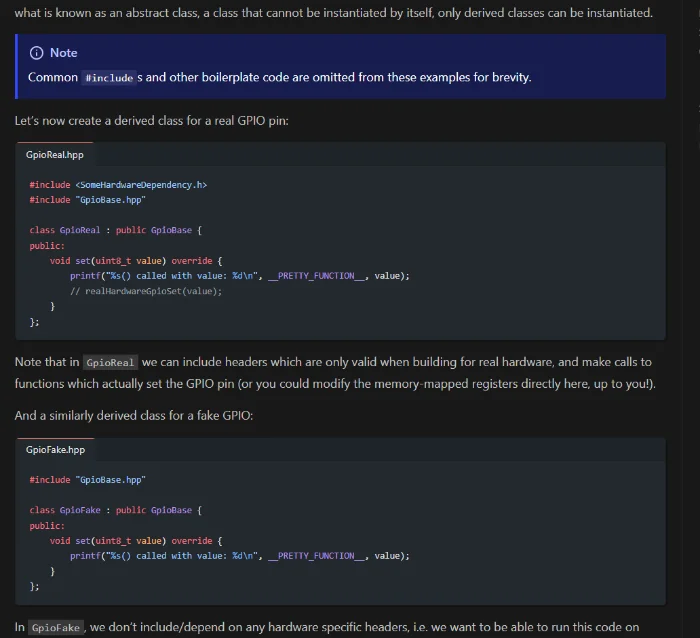 what is known as an abstract class, a class that cannot be instantiated by itself, only derived classes can be instantiated.
Note
Common #include s and other boilerplate code are omitted from these examples for brevity.
Let's now create a derived class for a real GPIO pin:
GpioReal.hpp
#include <SomeHardwareDependency.h>
#include "GpioBase.hpp"
class GpioReal : public GpioBase {
public:
    void set(uint8_t value) override {
        printf("%s() called with value: %d\n", __PRETTY_FUNCTION__, value);
        // realHardwareGpioSet(value);
    }
};
Note that in GpioReal we can include headers which are only valid when building for real hardware, and make calls to
functions which actually set the GPIO pin (or you could modify the memory-mapped registers directly here, up to you!).
And a similarly derived class for a fake GPIO:
GpioFake.hpp
#include "GpioBase.hpp"
class GpioFake : public GpioBase {
public:
    void set(uint8_t value) override {
        printf("%s() called with value: %d\n", __PRETTY_FUNCTION__, value);
    }
};
In GpioFake, we don't include/depend on any hardware specific headers, i.e. we want to be able to run this code on